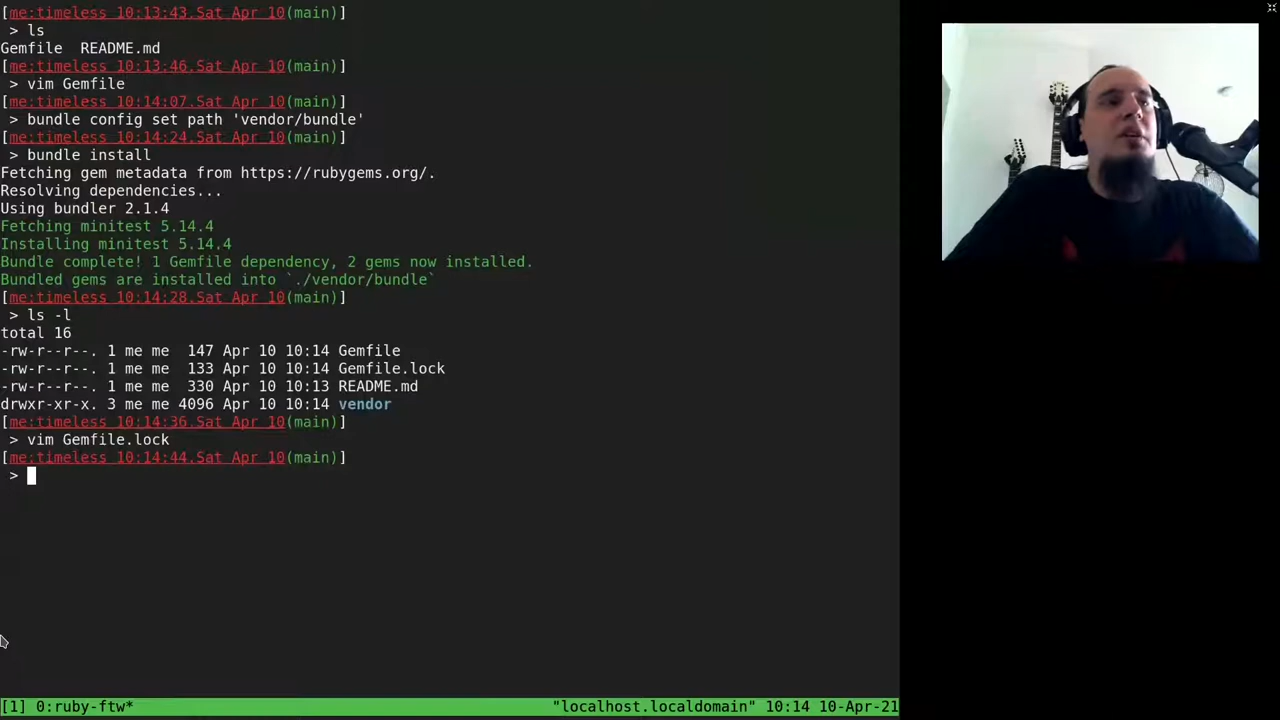 [me:timeless 10:13:43.Sat Apr 10(main)]
 > ls
Gemfile  README.md
[me:timeless 10:13:46.Sat Apr 10(main)]
 > vim Gemfile
[me:timeless 10:14:07.Sat Apr 10(main)]
 > bundle config set path 'vendor/bundle'
[me:timeless 10:14:24.Sat Apr 10(main)]
 > bundle install
Fetching gem metadata from https://rubygems.org/.
Resolving dependencies...
Using bundler 2.1.4
Fetching minitest 5.14.4
Installing minitest 5.14.4
Bundle complete! 1 Gemfile dependency, 2 gems now installed.
Bundled gems are installed into `./vendor/bundle`
[me:timeless 10:14:28.Sat Apr 10(main)]
 > ls -l
total 16
-rw-r--r--. 1 me me  147 Apr 10 10:14 Gemfile
-rw-r--r--. 1 me me  133 Apr 10 10:14 Gemfile.lock
-rw-r--r--. 1 me me  330 Apr 10 10:13 README.md
drwxr-xr-x. 3 me me 4096 Apr 10 10:14 vendor
[me:timeless 10:14:36.Sat Apr 10(main)]
 > vim Gemfile.lock
[me:timeless 10:14:44.Sat Apr 10(main)]
 >
[1] 0:ruby-ftw* "localhost.localdomain" 10:14 10-Apr-21